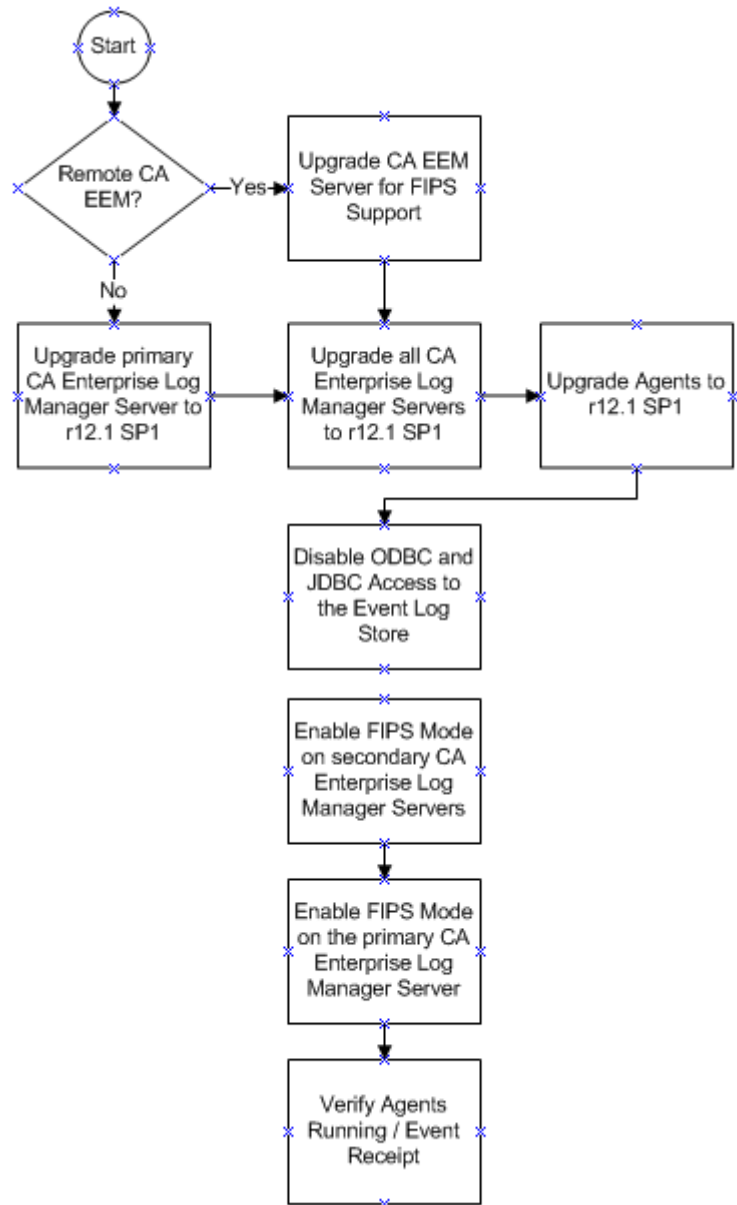 Start
Remote CA
EEM?
Yes
Upgrade CA EEM
Server for FIPS
Support
No
Upgrade primary
CA Enterprise Log
Manager Server to
r12.1 SP1
Upgrade all CA
Enterprise Log
Manager Servers
to r12.1 SP1
Upgrade Agents to
r12.1 SP1
Disable ODBC and
JDBC Access to
the Event Log
Store
Enable FIPS Mode
on secondary CA
Enterprise Log
Manager Servers
Enable FIPS Mode
on the primary CA
Enterprise Log
Manager Server
Verify Agents
Running / Event
Receipt